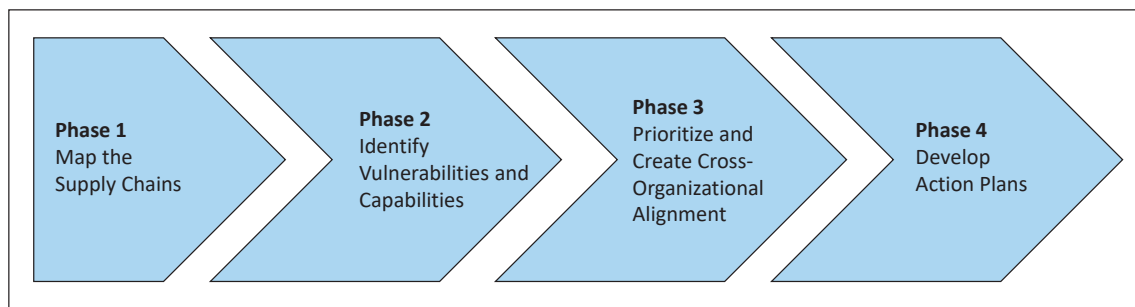 Phase 1
Map the
Supply Chains
Phase 2
Identify
Vulnerabilities and
Capabilities
Phase 3
Prioritize and
Create Cross-
Organizational
Alignment
Phase 4
Develop
Action Plans